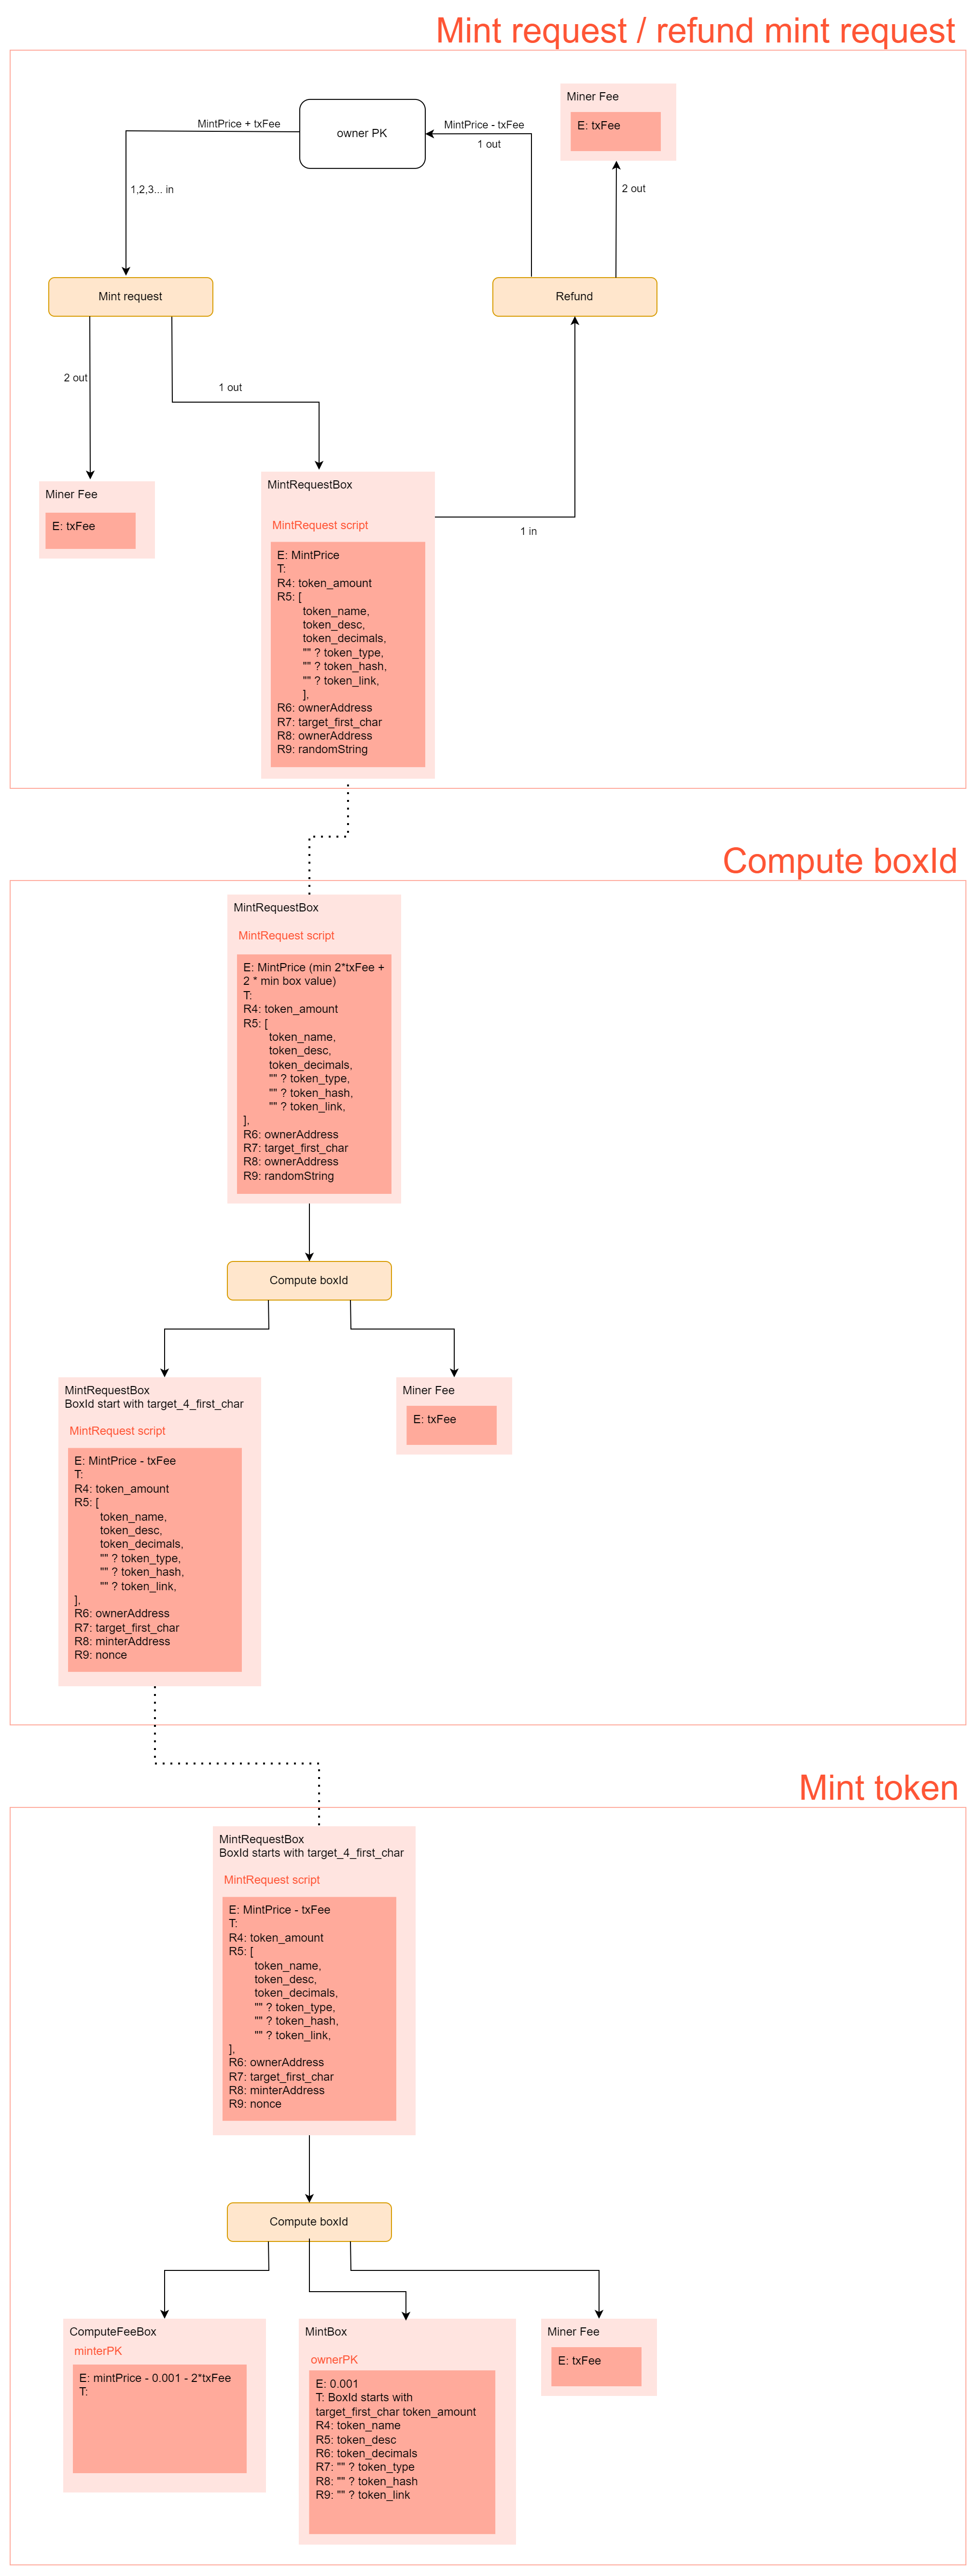 Mint request / refund mint request
Miner Fee
E: txFee
MintPrice + txFee
owner PK
MintPrice - txFee
1 out
1,2,3... in
2 out
Mint request
Refund
2 out
1 out
Miner Fee
E: txFee
MintRequestBox
MintRequest script
1 in
E: MintPrice
T:
R4: token_amount
R5: [
token_name,
token_desc,
token_decimals,
"" ? token_type,
"" ? token_hash,
"" ? token_link,
],
R6: ownerAddress
R7: target_first_char
R8: ownerAddress
R9: randomString
Compute boxId
MintRequestBox
MintRequest script
E: MintPrice (min 2*txFee +
2 * min box value)
T:
R4: token_amount
R5: [
token_name,
token_desc,
token_decimals,
"" ? token_type,
"" ? token_hash,
"" ? token_link,
],
R6: ownerAddress
R7: target_first_char
R8: ownerAddress
R9: randomString
Compute boxId
MintRequestBox
BoxId start with target_4_first_char
MintRequest script
E: MintPrice - txFee
T:
R4: token_amount
R5: [
token_name,
token_desc,
token_decimals,
"" ? token_type,
"" ? token_hash,
"" ? token_link,
],
R6: ownerAddress
R7: target_first_char
R8: minterAddress
R9: nonce
Miner Fee
E: txFee
Mint token
MintRequestBox
BoxId starts with target_4_first_char
MintRequest script
E: MintPrice - txFee
T:
R4: token_amount
R5: [
token_name,
token_desc,
token_decimals,
"" ? token_type,
"" ? token_hash,
"" ? token_link,
],
R6: ownerAddress
R7: target_first_char
R8: minterAddress
R9: nonce
Compute boxId
ComputeFeeBox
minterPK
E: mintPrice - 0.001 - 2*txFee
T:
MintBox
ownerPK
E: 0.001
T: BoxId starts with
target_first_char token_amount
R4: token_name
R5: token_desc
R6: token_decimals
R7: "" ? token_type
R8: "" ? token_hash
R9: "" ? token_link
Miner Fee
E: txFee